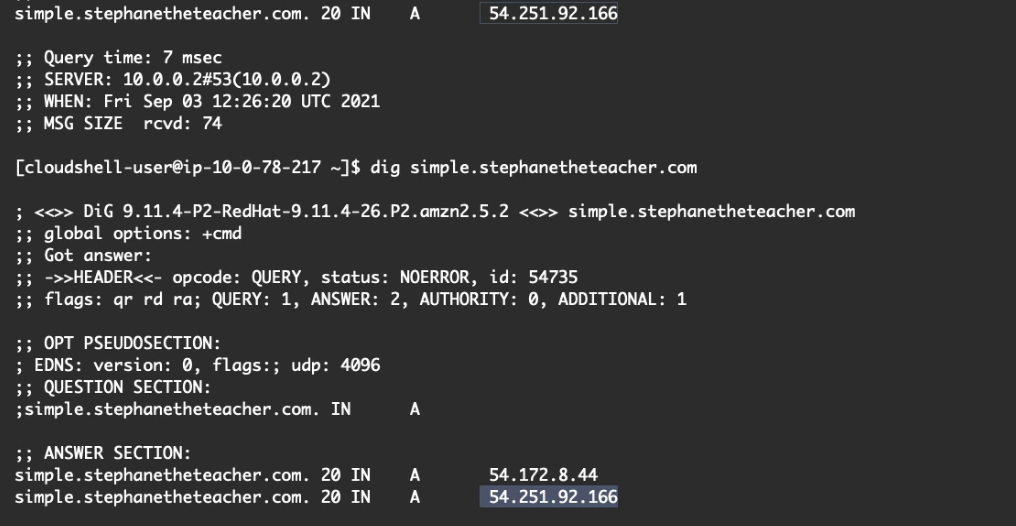 simple.stephanetheteacher.com. 20 IN A 54.251.92.166
;; Query time: 7 msec
;; SERVER: 10.0.0.2#53(10.0.0.2)
;; WHEN: Fri Sep 03 12:26:20 UTC 2021
;; MSG SIZE rcvd: 74
[cloudshell-user@ip-10-0-78-217 ~]$ dig simple.stephanetheteacher.com
; <<>> DiG 9.11.4-P2-RedHat-9.11.4-26.P2.amzn2.5.2 <<>> simple.stephanetheteacher.com
;; global options: +cmd
;; Got answer:
;; ->>HEADER<<- opcode: QUERY, status: NOERROR, id: 54735
;; flags: qr rd ra; QUERY: 1, ANSWER: 2, AUTHORITY: 0, ADDITIONAL: 1
;; OPT PSEUDOSECTION:
; EDNS: version: 0, flags:; udp: 4096
;; QUESTION SECTION:
;simple.stephanetheteacher.com. IN A
;; ANSWER SECTION:
simple.stephanetheteacher.com. 20 IN A 54.172.8.44
simple.stephanetheteacher.com. 20 IN A 54.251.92.166